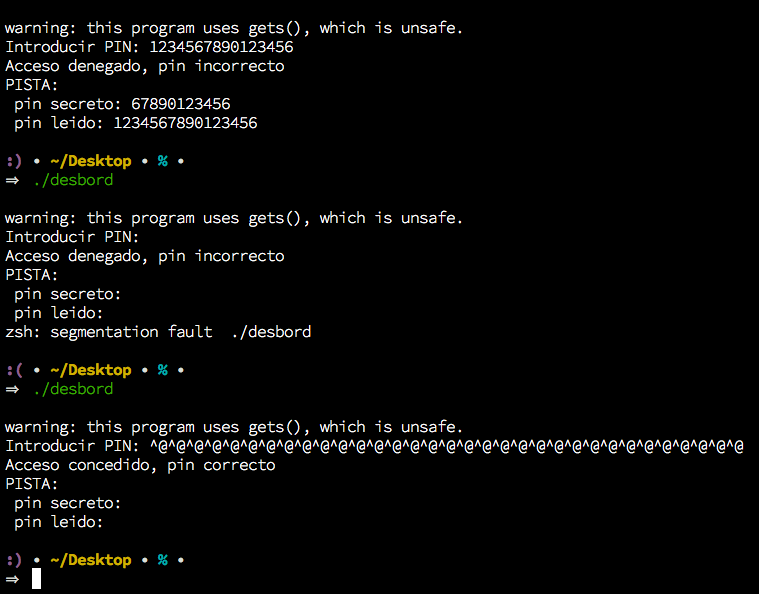 warning: this program uses gets(), which is unsafe.
Introducir PIN: 1234567890123456
Acceso denegado, pin incorrecto
PISTA:
 pin secreto: 67890123456
 pin leido: 1234567890123456
:) • ~/Desktop • % •
⇒ ./desbord
warning: this program uses gets(), which is unsafe.
Introducir PIN:
Acceso denegado, pin incorrecto
PISTA:
 pin secreto:
 pin leido:
zsh: segmentation fault  ./desbord
:( • ~/Desktop • % •
⇒ ./desbord
warning: this program uses gets(), which is unsafe.
Introducir PIN: ^@^@^@^@^@^@^@^@^@^@^@^@^@^@^@^@^@^@^@^@^@^@^@^@^@^@^@^@^@^@^@^@^@
Acceso concedido, pin correcto
PISTA:
 pin secreto:
 pin leido:
:) • ~/Desktop • % •
⇒